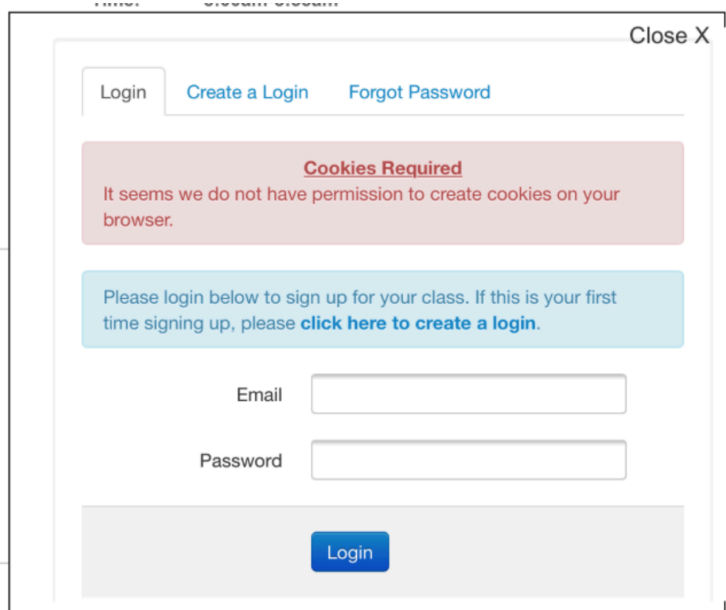 Close X
Login Create a Login Forgot Password
Cookies Required
It seems we do not have permission to create cookies on your
browser.
Please login below to sign up for your class. If this is your first
time signing up, please click here to create a login.
Email
Password
Login